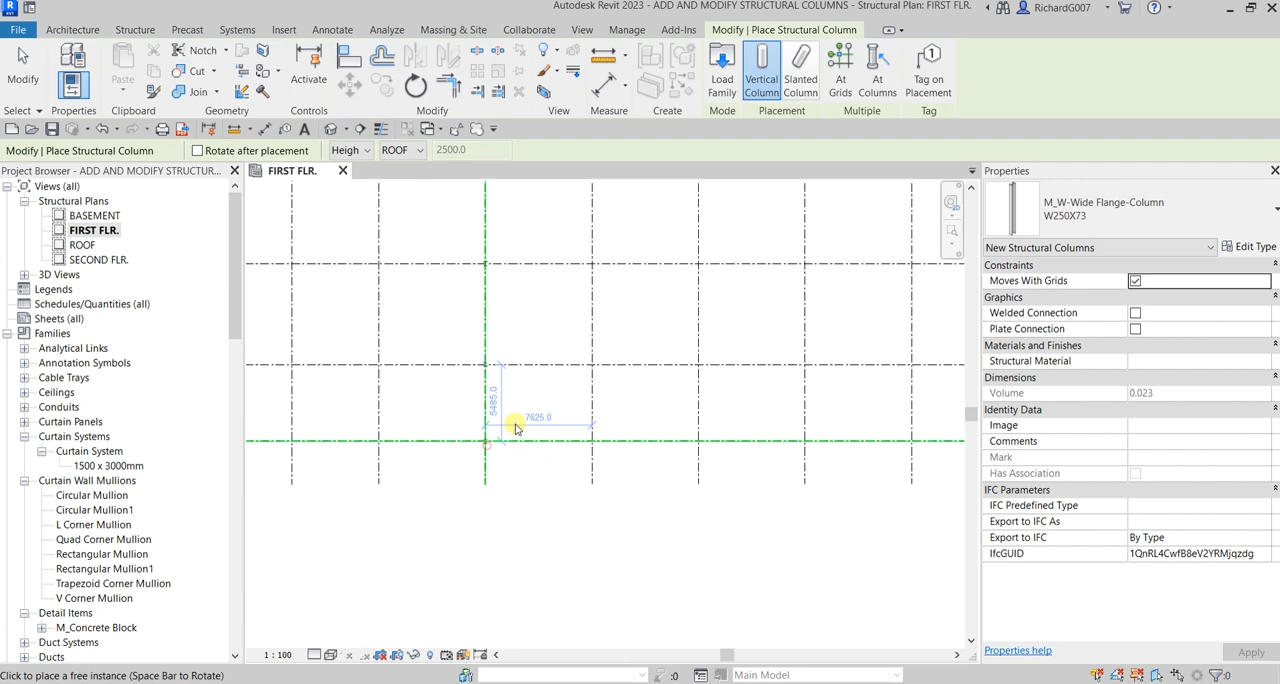 Autodesk Revit 2023 - ADD AND MODIFY STRUCTURAL COLUMNS - Structural Plan: FIRST FLR.
RichardG007
R
RVT
File
Architecture
Structure
Precast
Systems
Insert
Annotate
Analyze
Massing & Site
Collaborate
View
Manage
Add-Ins
Modify | Place Structural Column
Modify
Paste
Notch
Cut
Join
Activate
Load
Family
Vertical
Column
Slanted
Column
At
Grids
At
Columns
Tag on
Placement
Select
Properties
Clipboard
Geometry
Controls
Modify
View
Measure
Create
Mode
Placement
Multiple
Tag
Modify | Place Structural Column
Rotate after placement
Heigh
ROOF
2500.0
Project Browser - ADD AND MODIFY STRUCTUR...
Views (all)
Structural Plans
BASEMENT
FIRST FLR.
ROOF
SECOND FLR.
3D Views
Legends
Schedules/Quantities (all)
Sheets (all)
Families
Analytical Links
Annotation Symbols
Cable Trays
Ceilings
Conduits
Curtain Panels
Curtain Systems
Curtain System
1500 x 3000mm
Curtain Wall Mullions
Circular Mullion
Circular Mullion1
L Corner Mullion
Quad Corner Mullion
Rectangular Mullion
Rectangular Mullion1
Trapezoid Corner Mullion
V Corner Mullion
Detail Items
M_Concrete Block
Duct Systems
Ducts
FIRST FLR.
5485.0
7625.0
1 : 100
Properties
M_W-Wide Flange-Column
W250X73
New Structural Columns
Edit Type
Constraints
Moves With Grids
Graphics
Welded Connection
Plate Connection
Materials and Finishes
Structural Material
Dimensions
Volume 0.023
Identity Data
Image
Comments
Mark
Has Association
IFC Parameters
IFC Predefined Type
Export to IFC As
Export to IFC By Type
IfcGUID 1QnRL4CwfB8eV2YRMjqzdg
Properties help
Apply
Click to place a free instance (Space Bar to Rotate)
:0
Main Model
:0